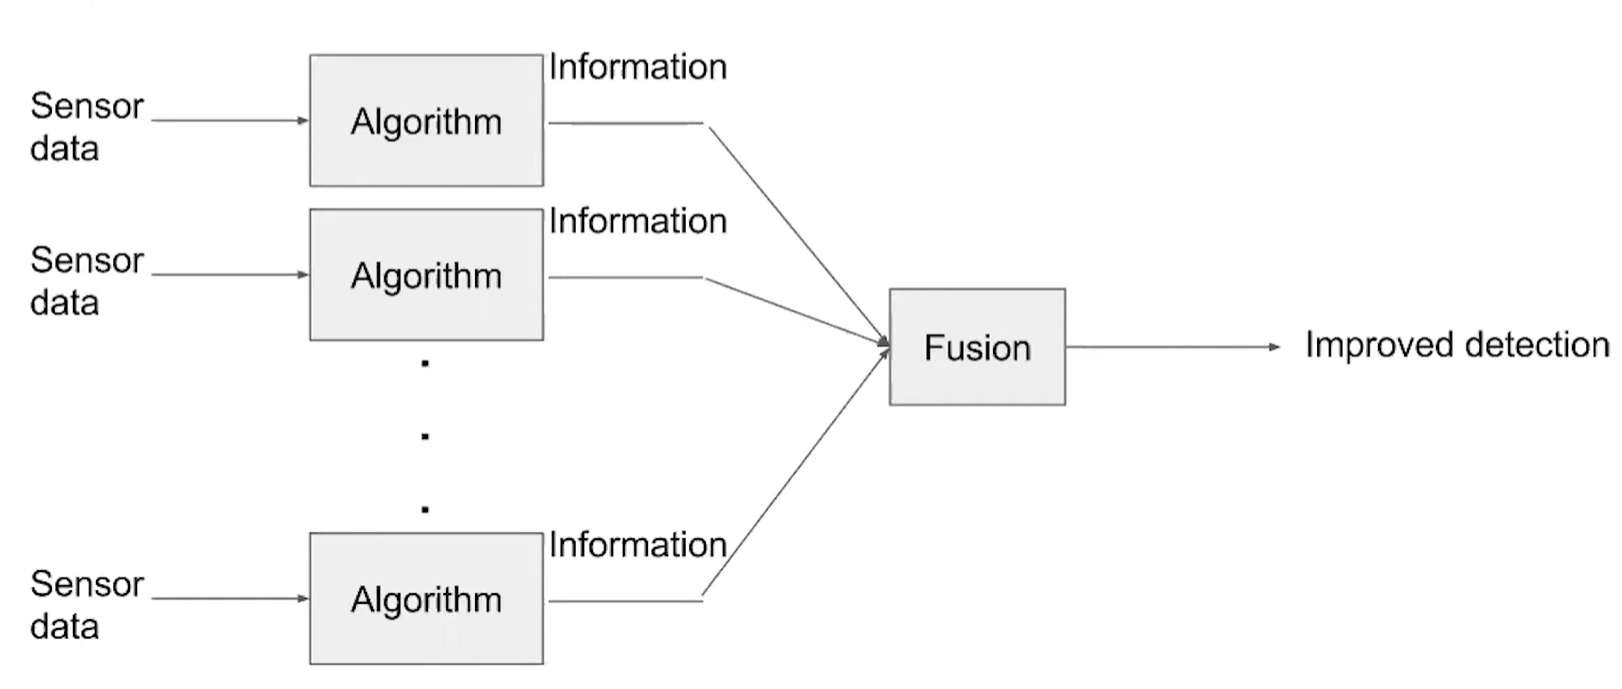 Information
Sensor
data
Algorithm
Information
Sensor
data
Algorithm
Fusion
Improved detection
Information
Sensor
data
Algorithm